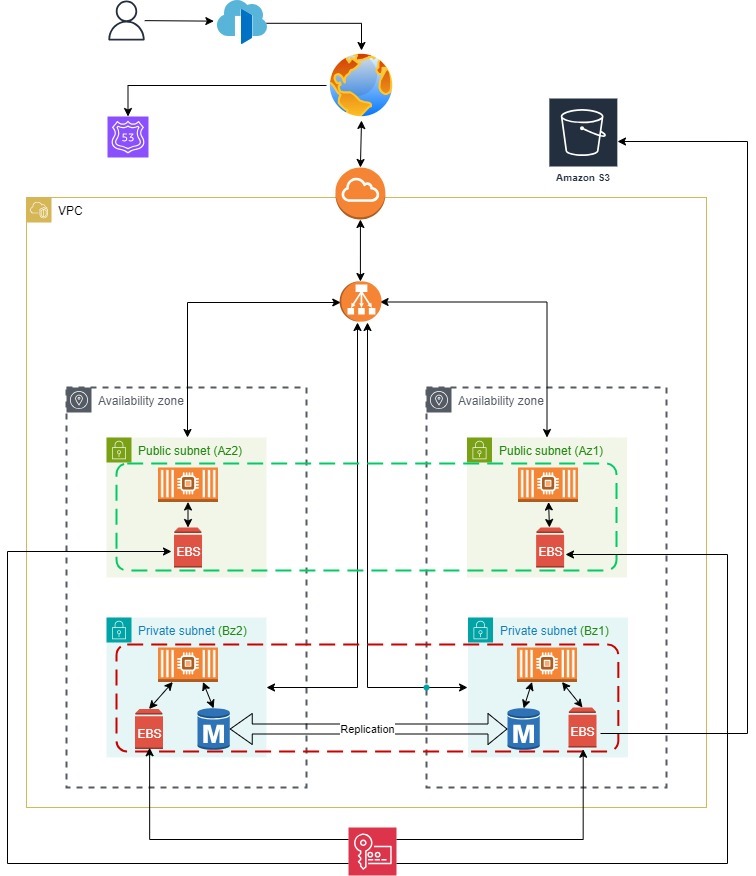 53
Amazon S3
VPC
Availability zone
Availability zone
Public subnet (Az2)
Public subnet (Az1)
EBS
EBS
Private subnet (Bz2)
Private subnet (Bz1)
EBS
M
Replication
M
EBS